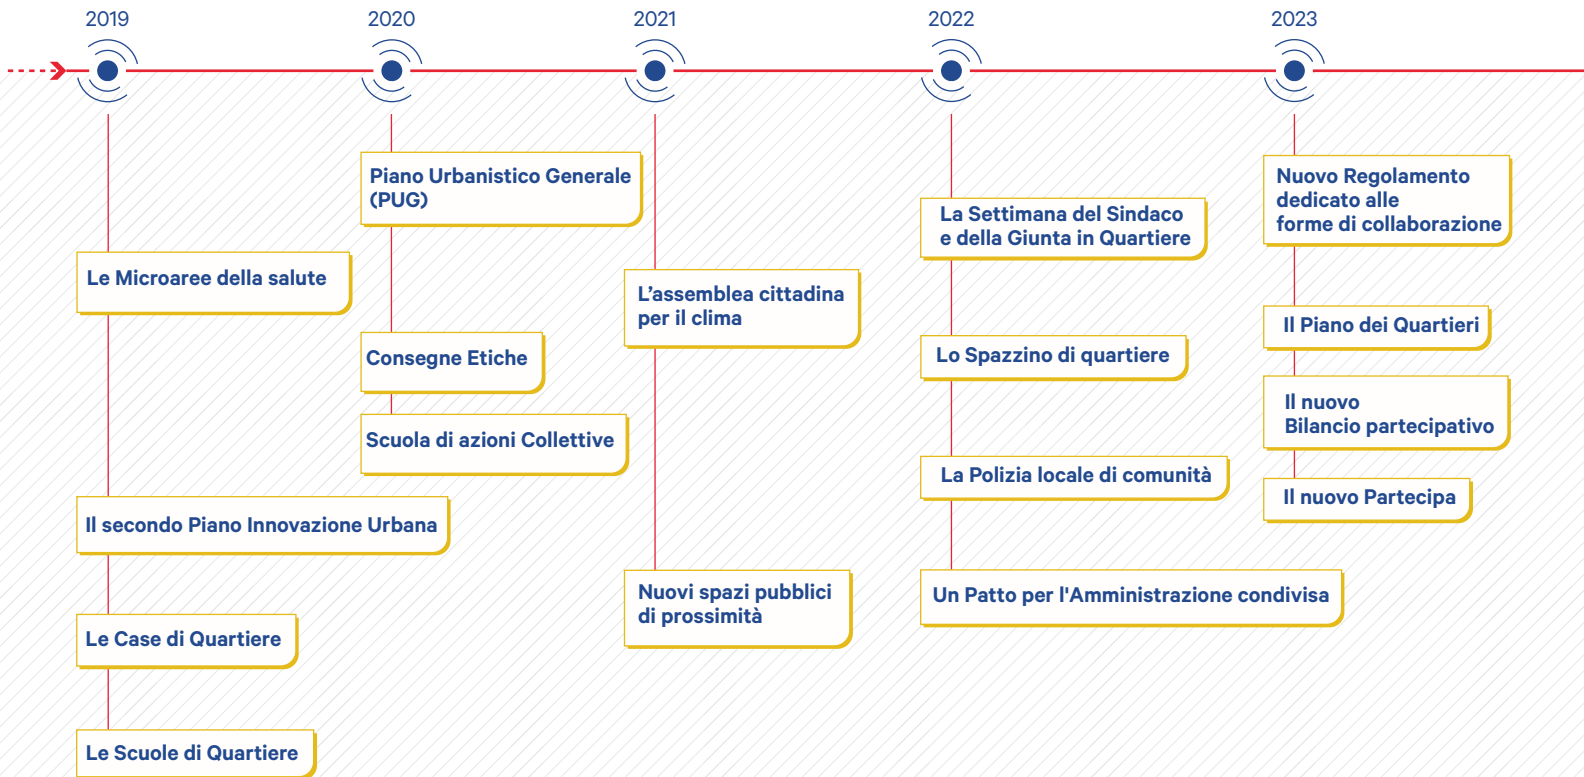 2019
2020
2021
2022
2023
Le Microaree della salute
Il secondo Piano Innovazione Urbana
Le Case di Quartiere
Le Scuole di Quartiere
Piano Urbanistico Generale
(PUG)
Consegne Etiche
Scuola di azioni Collettive
L’assemblea cittadina
per il clima
Nuovi spazi pubblici
di prossimità
La Settimana del Sindaco
e della Giunta in Quartiere
Lo Spazzino di quartiere
La Polizia locale di comunità
Un Patto per l'Amministrazione condivisa
Nuovo Regolamento
dedicato alle
forme di collaborazione
Il Piano dei Quartieri
Il nuovo
Bilancio partecipativo
Il nuovo Partecipa